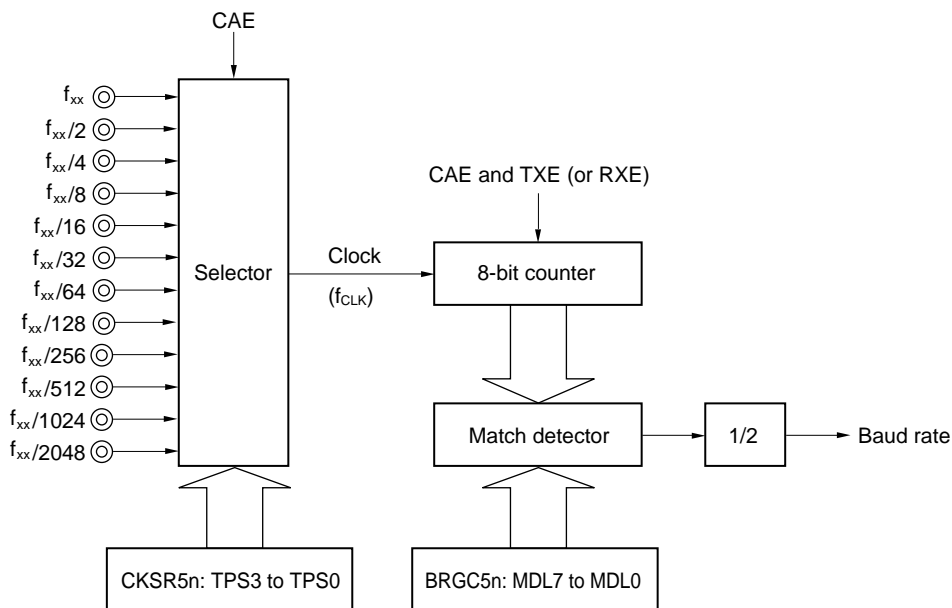 CAE
fxx
fxx/2
fxx/4
fxx/8
fxx/16
fxx/32
fxx/64
fxx/128
fxx/256
fxx/512
fxx/1024
fxx/2048
Selector
Clock
(fCLK)
CAE and TXE (or RXE)
8-bit counter
Match detector
1/2
Baud rate
CKSR5n: TPS3 to TPS0
BRGC5n: MDL7 to MDL0